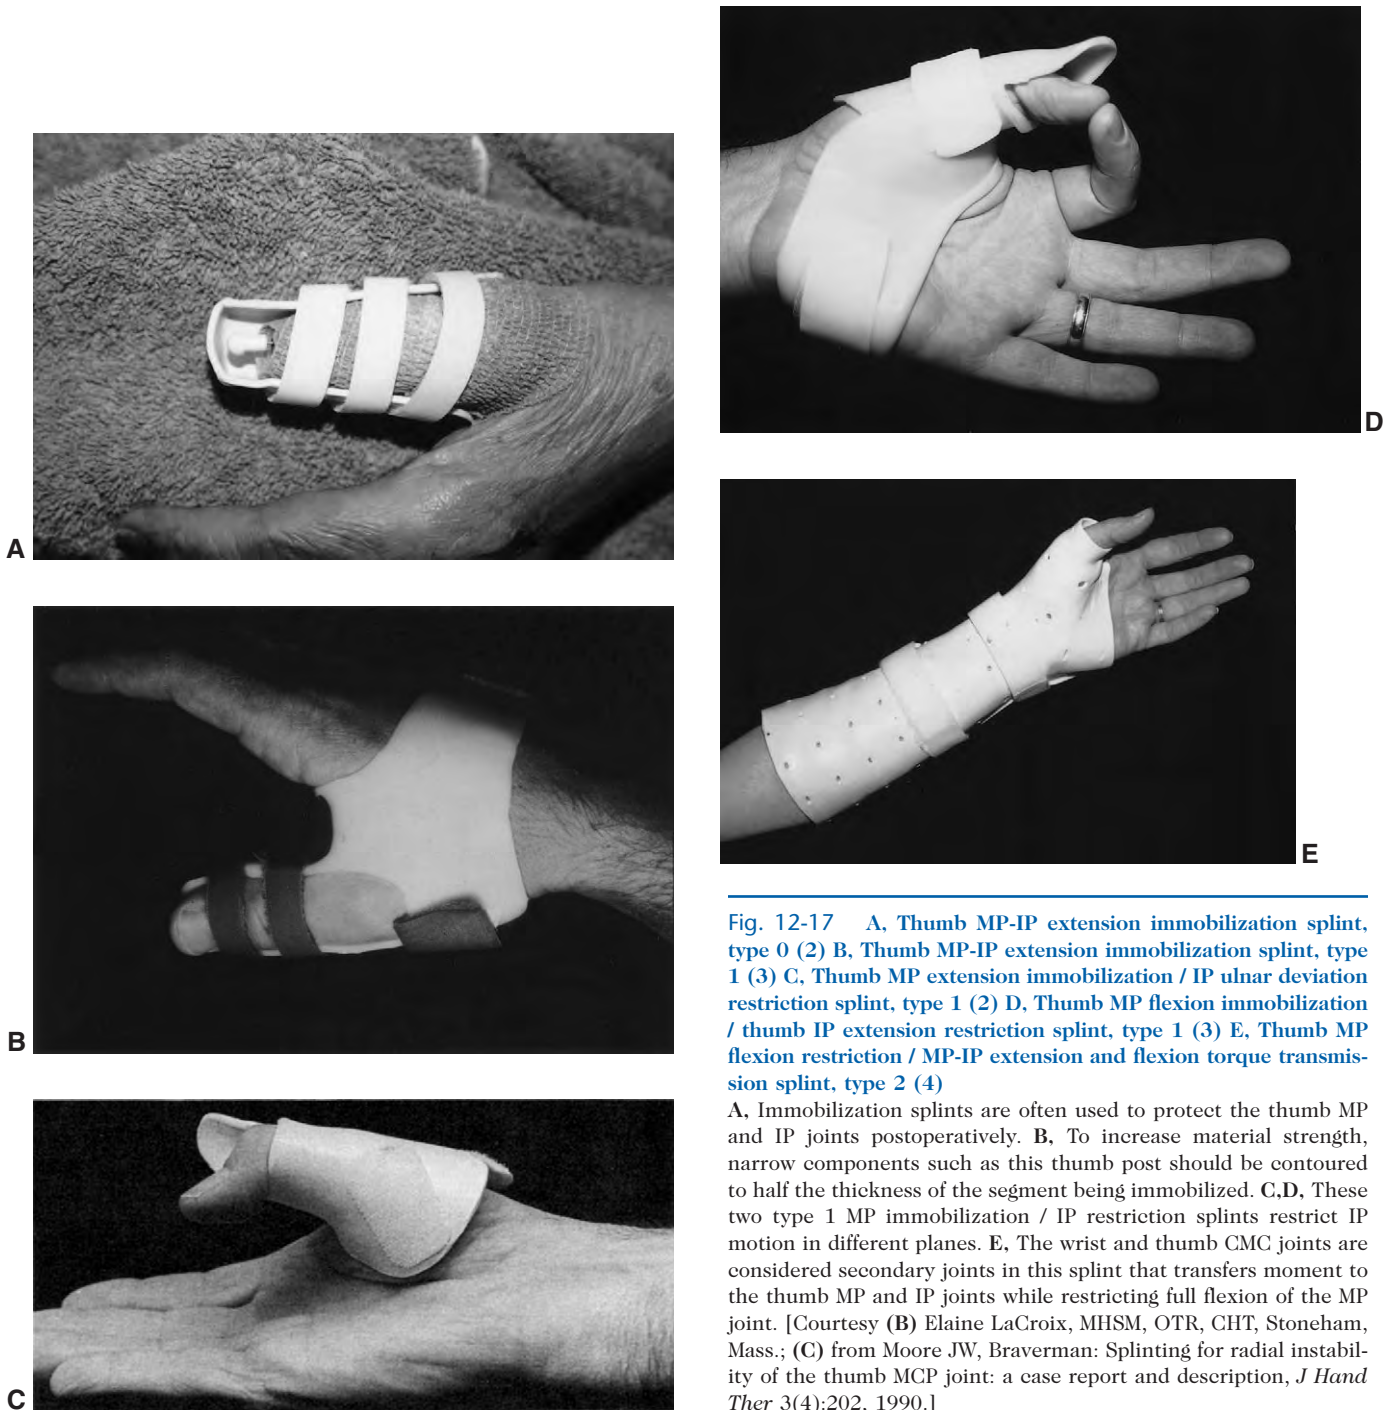 A
B
C
D
E
Fig. 12-17 A, Thumb MP-IP extension immobilization splint,
type 0 (2) B, Thumb MP-IP extension immobilization splint, type
1 (3) C, Thumb MP extension immobilization / IP ulnar deviation
restriction splint, type 1 (2) D, Thumb MP flexion immobilization
/ thumb IP extension restriction splint, type 1 (3) E, Thumb MP
flexion restriction / MP-IP extension and flexion torque transmis-
sion splint, type 2 (4)
A, Immobilization splints are often used to protect the thumb MP
and IP joints postoperatively. B, To increase material strength,
narrow components such as this thumb post should be contoured
to half the thickness of the segment being immobilized. C,D, These
two type 1 MP immobilization / IP restriction splints restrict IP
motion in different planes. E, The wrist and thumb CMC joints are
considered secondary joints in this splint that transfers moment to
the thumb MP and IP joints while restricting full flexion of the MP
joint. [Courtesy (B) Elaine LaCroix, MHSM, OTR, CHT, Stoneham,
Mass.; (C) from Moore JW, Braverman: Splinting for radial instabil-
ity of the thumb MCP joint: a case report and description, J Hand
Ther 3(4):202, 1990.]